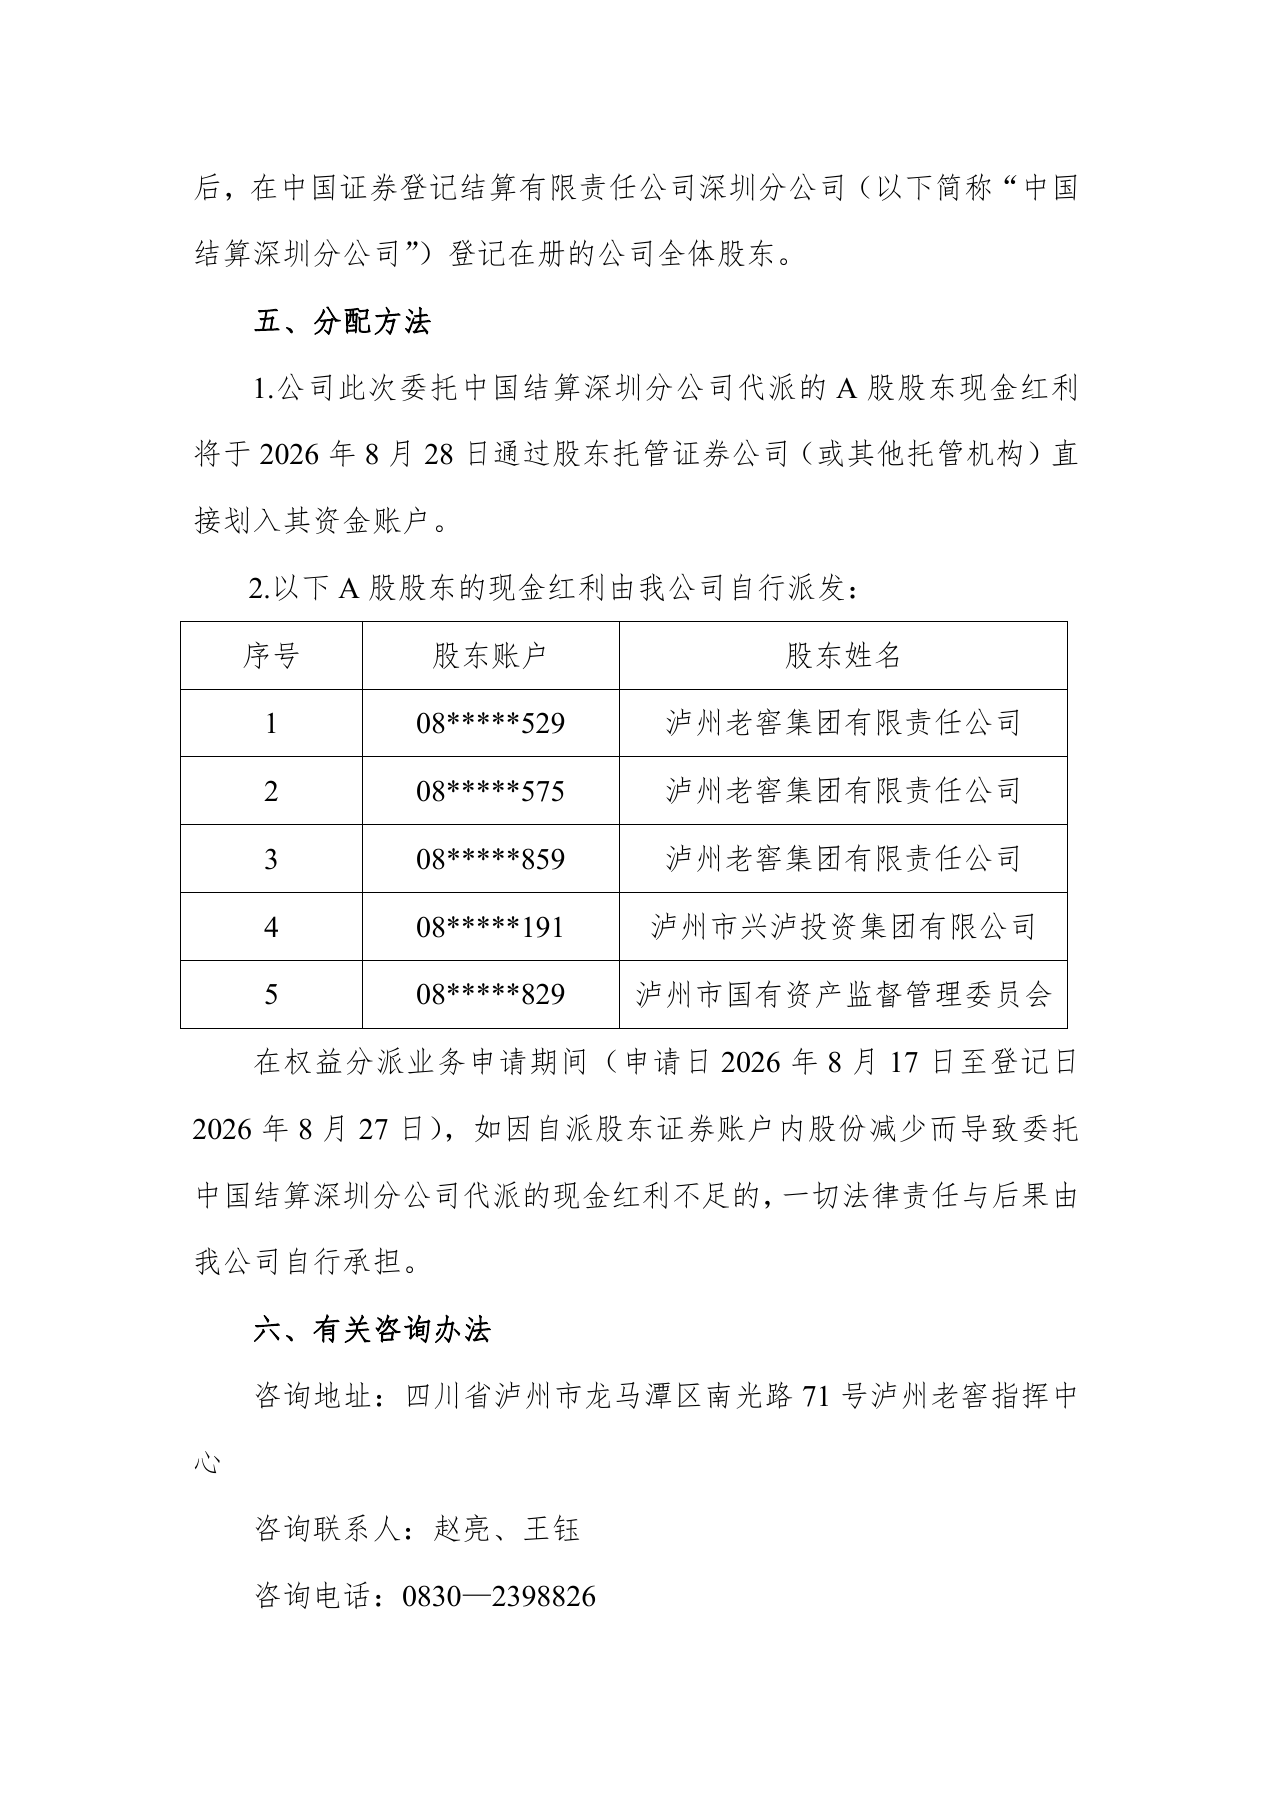 后，在中国证券登记结算有限责任公司深圳分公司（以下简称“中国
结算深圳分公司”）登记在册的公司全体股东。
五、分配方法
1.公司此次委托中国结算深圳分公司代派的 A 股股东现金红利
将于 2026 年 8 月 28 日通过股东托管证券公司（或其他托管机构）直
接划入其资金账户。
2.以下 A 股股东的现金红利由我公司自行派发：
序号 股东账户 股东姓名
1 08*****529 泸州老窖集团有限责任公司
2 08*****575 泸州老窖集团有限责任公司
3 08*****859 泸州老窖集团有限责任公司
4 08*****191 泸州市兴泸投资集团有限公司
5 08*****829 泸州市国有资产监督管理委员会
在权益分派业务申请期间（申请日 2026 年 8 月 17 日至登记日
2026 年 8 月 27 日），如因自派股东证券账户内股份减少而导致委托
中国结算深圳分公司代派的现金红利不足的，一切法律责任与后果由
我公司自行承担。
六、有关咨询办法
咨询地址：四川省泸州市龙马潭区南光路 71 号泸州老窖指挥中
心
咨询联系人：赵亮、王钰
咨询电话：0830—2398826